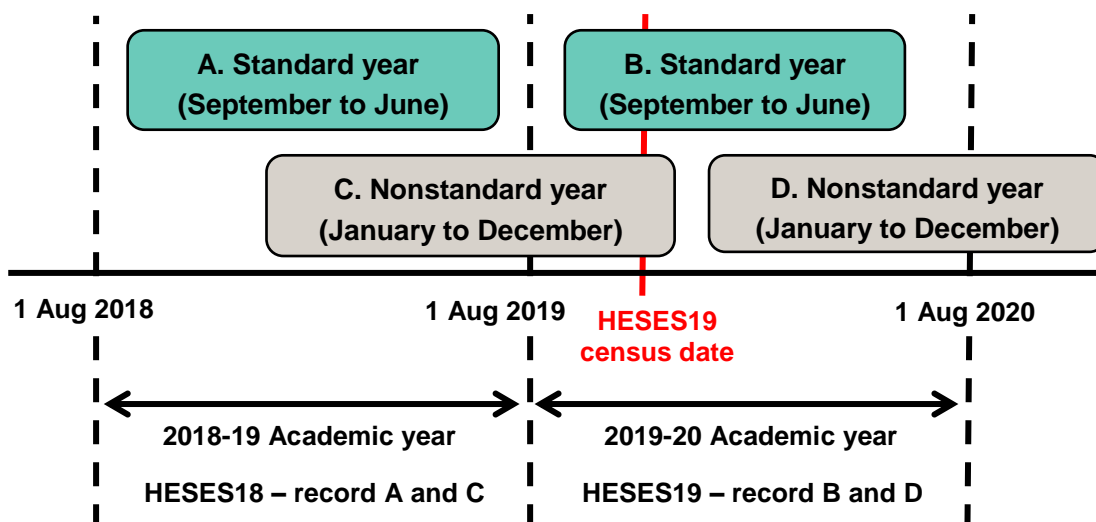 A. Standard year
(September to June)
B. Standard year
(September to June)
C. Nonstandard year
(January to December)
D. Nonstandard year
(January to December)
1 Aug 2018
1 Aug 2019
HESES19
census date
1 Aug 2020
2018-19 Academic year
2019-20 Academic year
HESES18 – record A and C
HESES19 – record B and D